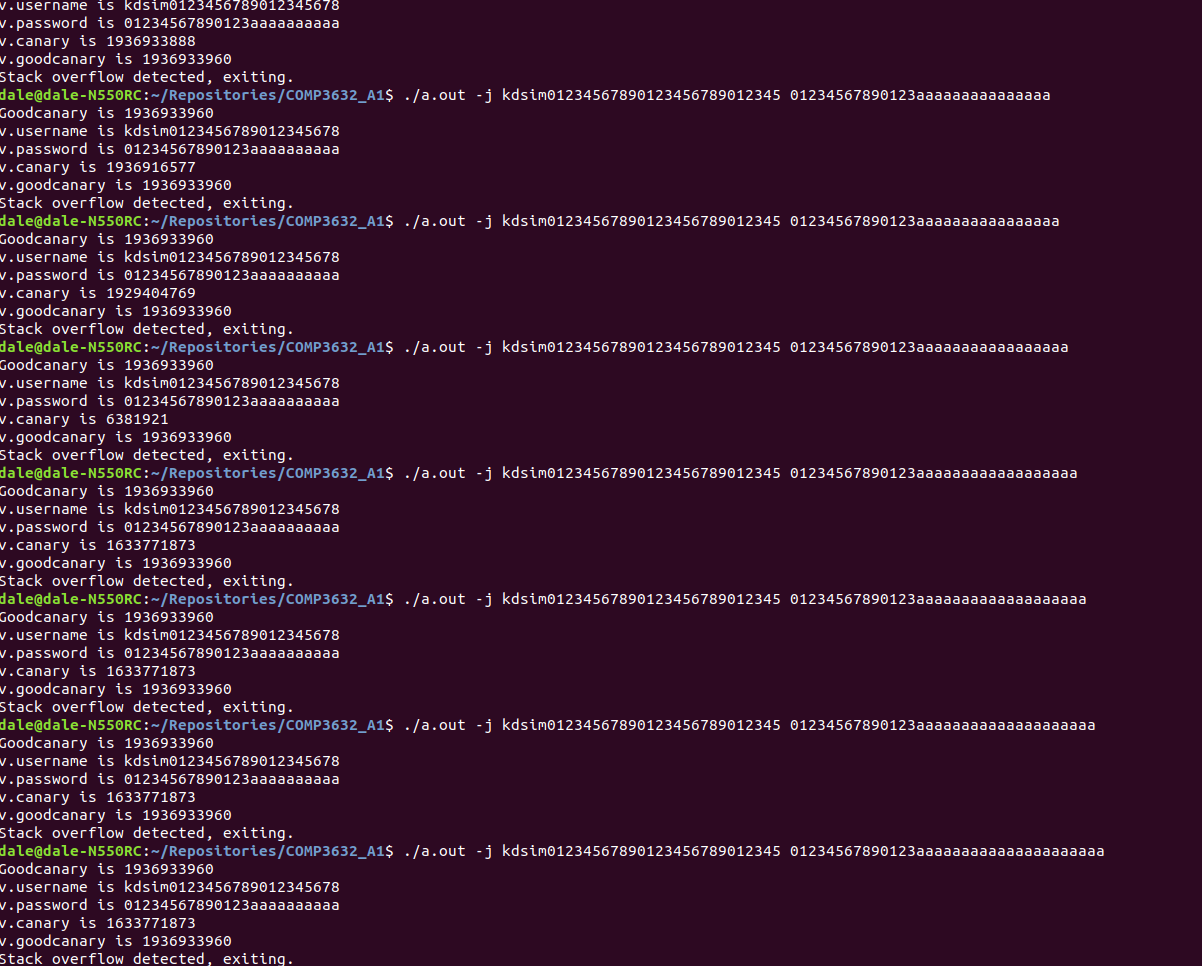 v.username is kdsim0123456789012345678
v.password is 01234567890123aaaaaaaaaa
v.canary is 1936933888
v.goodcanary is 1936933960
Stack overflow detected, exiting.
dale@dale-N550RC:~/Repositories/COMP3632_A1$ ./a.out -j kdsim01234567890123456789012345 01234567890123aaaaaaaaaaaaaaa
Goodcanary is 1936933960
v.username is kdsim0123456789012345678
v.password is 01234567890123aaaaaaaaaa
v.canary is 1936916577
v.goodcanary is 1936933960
Stack overflow detected, exiting.
dale@dale-N550RC:~/Repositories/COMP3632_A1$ ./a.out -j kdsim01234567890123456789012345 01234567890123aaaaaaaaaaaaaaaa
Goodcanary is 1936933960
v.username is kdsim0123456789012345678
v.password is 01234567890123aaaaaaaaaa
v.canary is 1929404769
v.goodcanary is 1936933960
Stack overflow detected, exiting.
dale@dale-N550RC:~/Repositories/COMP3632_A1$ ./a.out -j kdsim01234567890123456789012345 01234567890123aaaaaaaaaaaaaaaaa
Goodcanary is 1936933960
v.username is kdsim0123456789012345678
v.password is 01234567890123aaaaaaaaaa
v.canary is 6381921
v.goodcanary is 1936933960
Stack overflow detected, exiting.
dale@dale-N550RC:~/Repositories/COMP3632_A1$ ./a.out -j kdsim01234567890123456789012345 01234567890123aaaaaaaaaaaaaaaaaa
Goodcanary is 1936933960
v.username is kdsim0123456789012345678
v.password is 01234567890123aaaaaaaaaa
v.canary is 1633771873
v.goodcanary is 1936933960
Stack overflow detected, exiting.
dale@dale-N550RC:~/Repositories/COMP3632_A1$ ./a.out -j kdsim01234567890123456789012345 01234567890123aaaaaaaaaaaaaaaaaaa
Goodcanary is 1936933960
v.username is kdsim0123456789012345678
v.password is 01234567890123aaaaaaaaaa
v.canary is 1633771873
v.goodcanary is 1936933960
Stack overflow detected, exiting.
dale@dale-N550RC:~/Repositories/COMP3632_A1$ ./a.out -j kdsim01234567890123456789012345 01234567890123aaaaaaaaaaaaaaaaaaaa
Goodcanary is 1936933960
v.username is kdsim0123456789012345678
v.password is 01234567890123aaaaaaaaaa
v.canary is 1633771873
v.goodcanary is 1936933960
Stack overflow detected, exiting.
dale@dale-N550RC:~/Repositories/COMP3632_A1$ ./a.out -j kdsim01234567890123456789012345 01234567890123aaaaaaaaaaaaaaaaaaaaa
Goodcanary is 1936933960
v.username is kdsim0123456789012345678
v.password is 01234567890123aaaaaaaaaa
v.canary is 1633771873
v.goodcanary is 1936933960
Stack overflow detected, exiting.